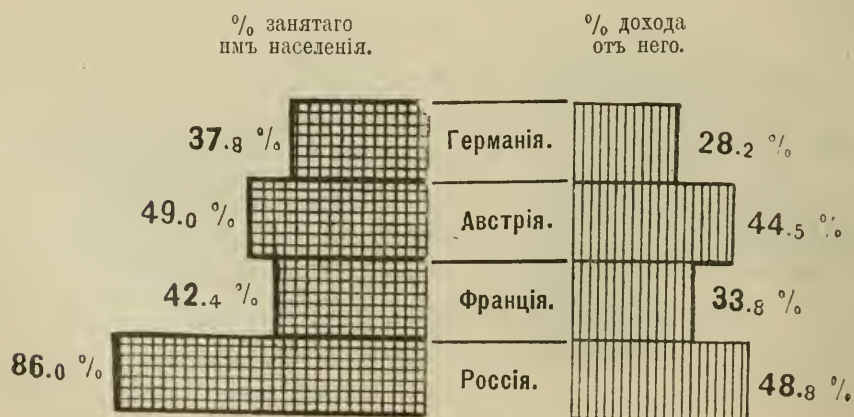 % занятаго
имъ населенія.
% дохода
отъ него.
37.8 % Германія. 28.2 %
49.0 % Австрія. 44.5 %
42.4 % Франція. 33.8 %
86.0 % Россія. 48.8 %